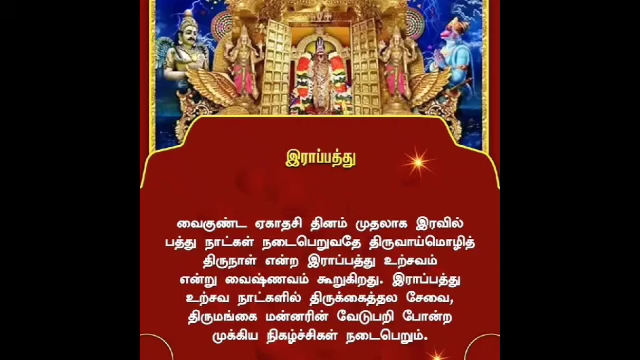 இராப்பத்து
வைகுண்ட ஏகாதசி தினம் முதலாக இரவில்
பத்து நாட்கள் நடைபெறுவதே திருவாய்மொழித்
திருநாள் என்ற இராப்பத்து உற்சவம்
என்று வைஷ்ணவம் கூறுகிறது. இராப்பத்து
உற்சவ நாட்களில் திருக்கைத்தல சேவை,
திருமங்கை மன்னரின் வேடுபறி போன்ற
முக்கிய நிகழ்ச்சிகள் நடைபெறும்.